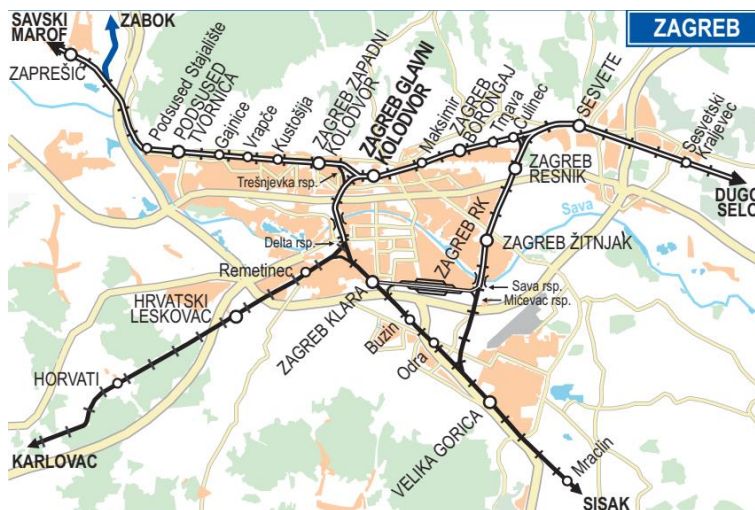 SAVSKI
MAROF
ZABOK
ZAGREB
ZAPREŠIĆ
Podsused Stajalište
PODSUSED
TVORNICA
Gajnice
Vrapče
Kustošija
ZAGREB ZAPADNI
KOLODVOR
ZAGREB GLAVNI
KOLODVOR
Maksimir
ZAGREB
BORONGAJ
Trnava
Čulinec
SESVETE
Sesvetski
Kraljevec
DUGO
SELO
Trešnjevka rsp.
ZAGREB
RESNIK
Sava
ZAGREB RK
Delta rsp.
ZAGREB ŽITNJAK
Remetinec
Sava rsp.
Mićevac rsp.
HRVATSKI
LESKOVAC
ZAGREB KLARA
Buzin
Odra
HORVATI
VELIKA GORICA
KARLOVAC
Mraclin
SISAK